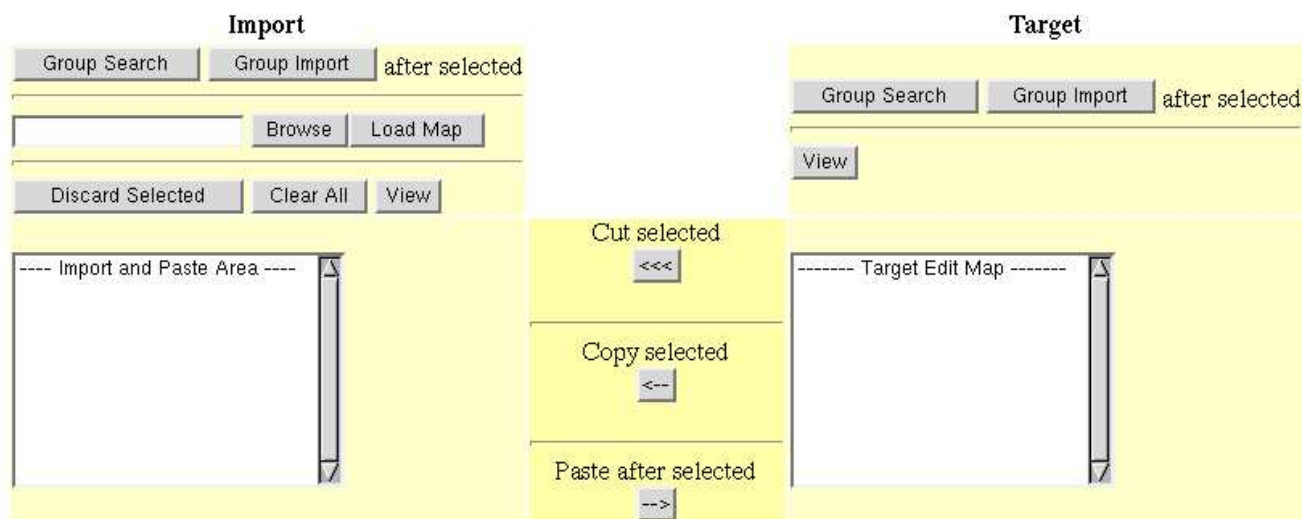 Import
Group Search Group Import after selected
Browse Load Map
Discard Selected Clear All View
---- Import and Paste Area ----
Cut selected
<<<
Copy selected
<--
Paste after selected
-->
Target
Group Search Group Import after selected
View
------- Target Edit Map -------